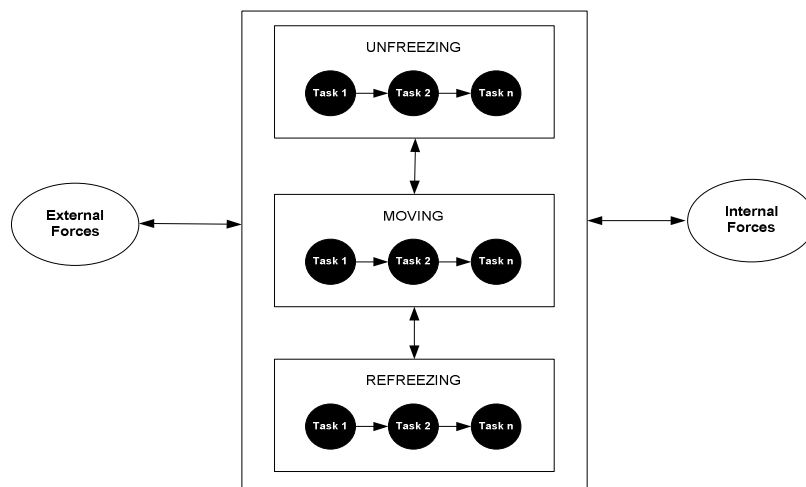 UNFREEZING
Task 1
Task 2
Task n
External
Forces
MOVING
Task 1
Task 2
Task n
Internal
Forces
REFREEZING
Task 1
Task 2
Task n